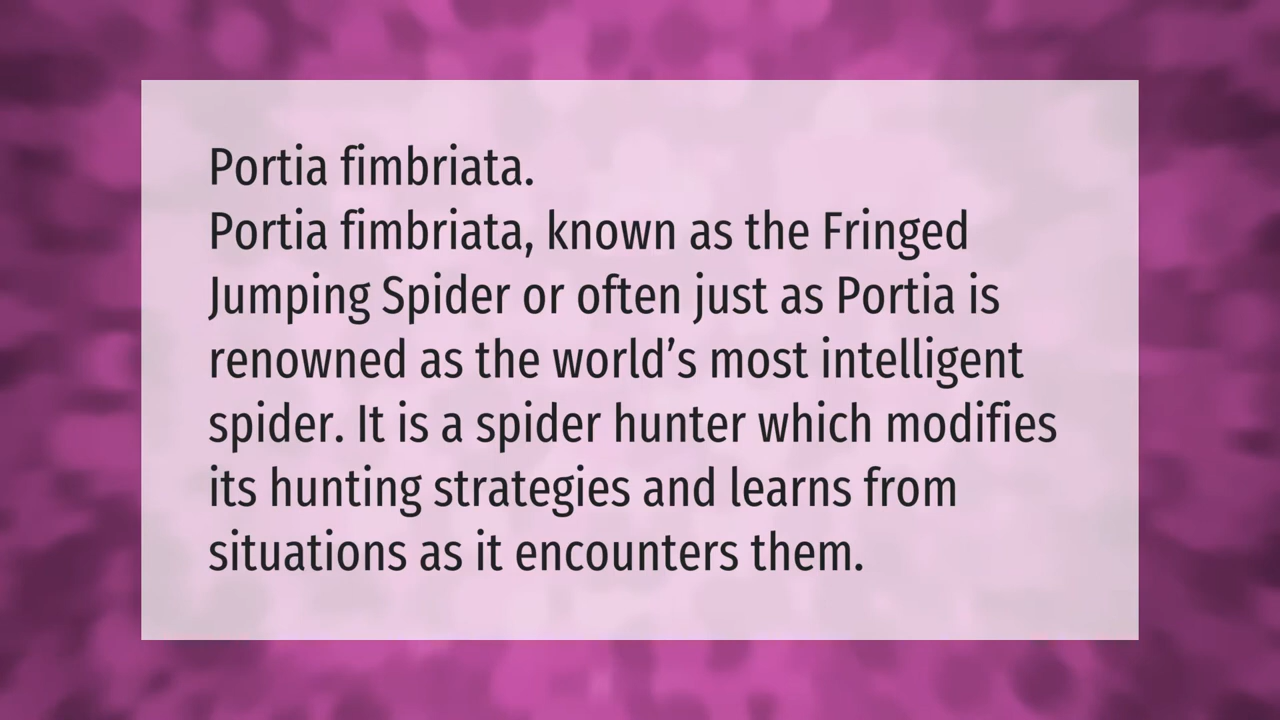 Portia fimbriata.
Portia fimbriata, known as the Fringed
Jumping Spider or often just as Portia is
renowned as the world’s most intelligent
spider. It is a spider hunter which modifies
its hunting strategies and learns from
situations as it encounters them.